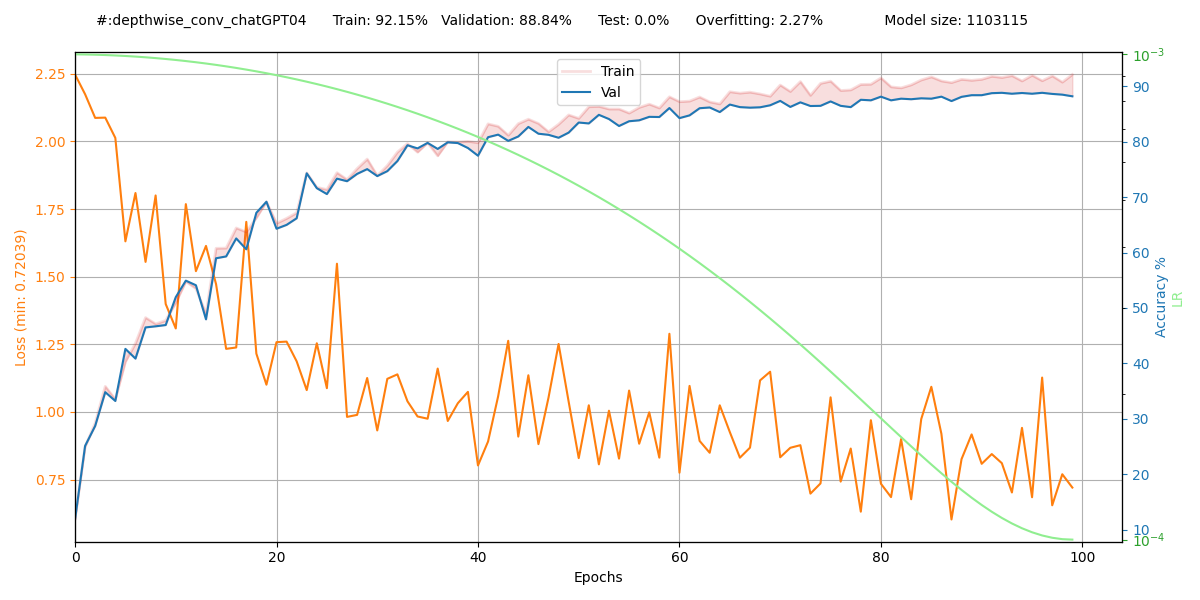 #:depthwise_conv_chatGPT04 Train: 92.15% Validation: 88.84% Test: 0.0% Overfitting: 2.27% Model size: 1103115
Train
Val
2.25
2.00
1.75
1.50
1.25
1.00
0.75
Loss (min: 0.72039)
10⁻³
90
80
70
60
50
40
30
20
10
10⁻⁴
Accuracy %
LR
0 20 40 60 80 100
Epochs